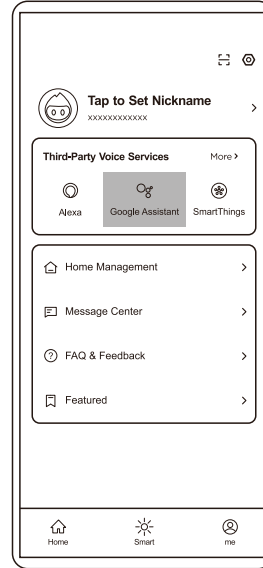 Tap to Set Nickname
xxxxxxxxxxxx
Third-Party Voice Services More
Alexa Google Assistant SmartThings
Home Management
Message Center
FAQ & Feedback
Featured
Home Smart me